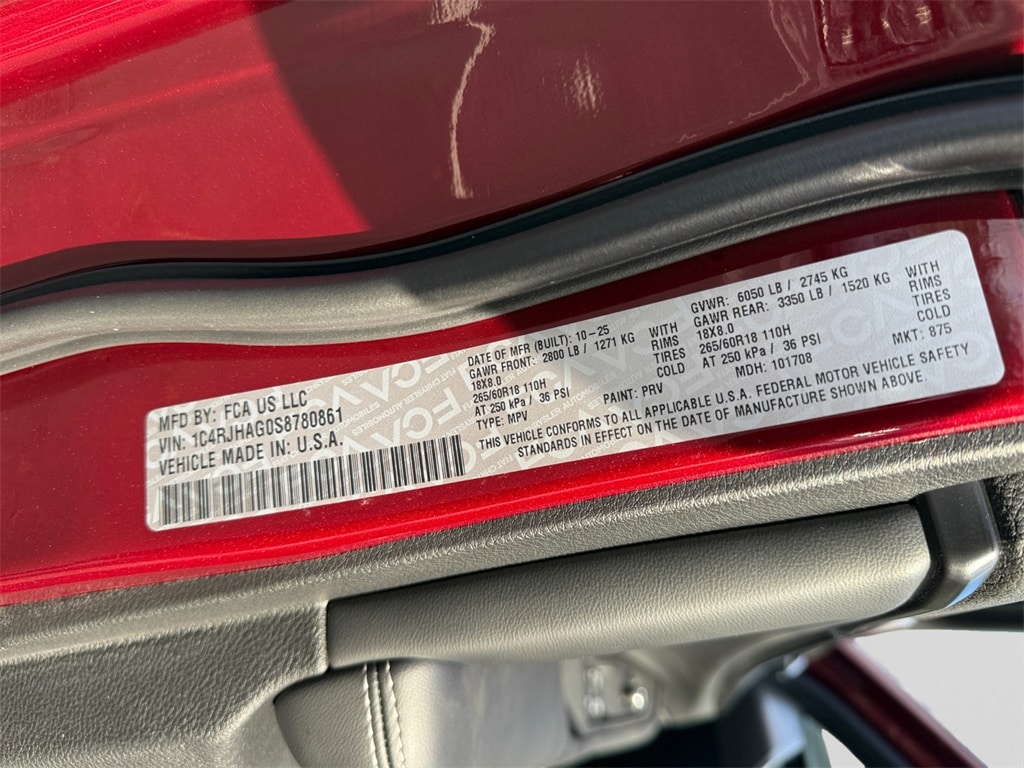 MFD BY: FCA US LLC
VIN: 1C4RJHAG0S8780861
VEHICLE MADE IN: U.S.A.
DATE OF MFR (BUILT): 10-25
GAWR FRONT: 2800 LB / 1271 KG WITH
18X8.0 RIMS
265/60R18 110H TIRES
AT 250 kPa / 36 PSI COLD
TYPE: MPV PAINT: PRV
GVWR: 6050 LB / 2745 KG
GAWR REAR: 3350 LB / 1520 KG WITH
18X8.0 RIMS
265/60R18 110H TIRES
AT 250 kPa / 36 PSI COLD
MDH: 101708 MKT: 875
THIS VEHICLE CONFORMS TO ALL APPLICABLE U.S.A. FEDERAL MOTOR VEHICLE SAFETY
STANDARDS IN EFFECT ON THE DATE OF MANUFACTURE SHOWN ABOVE.